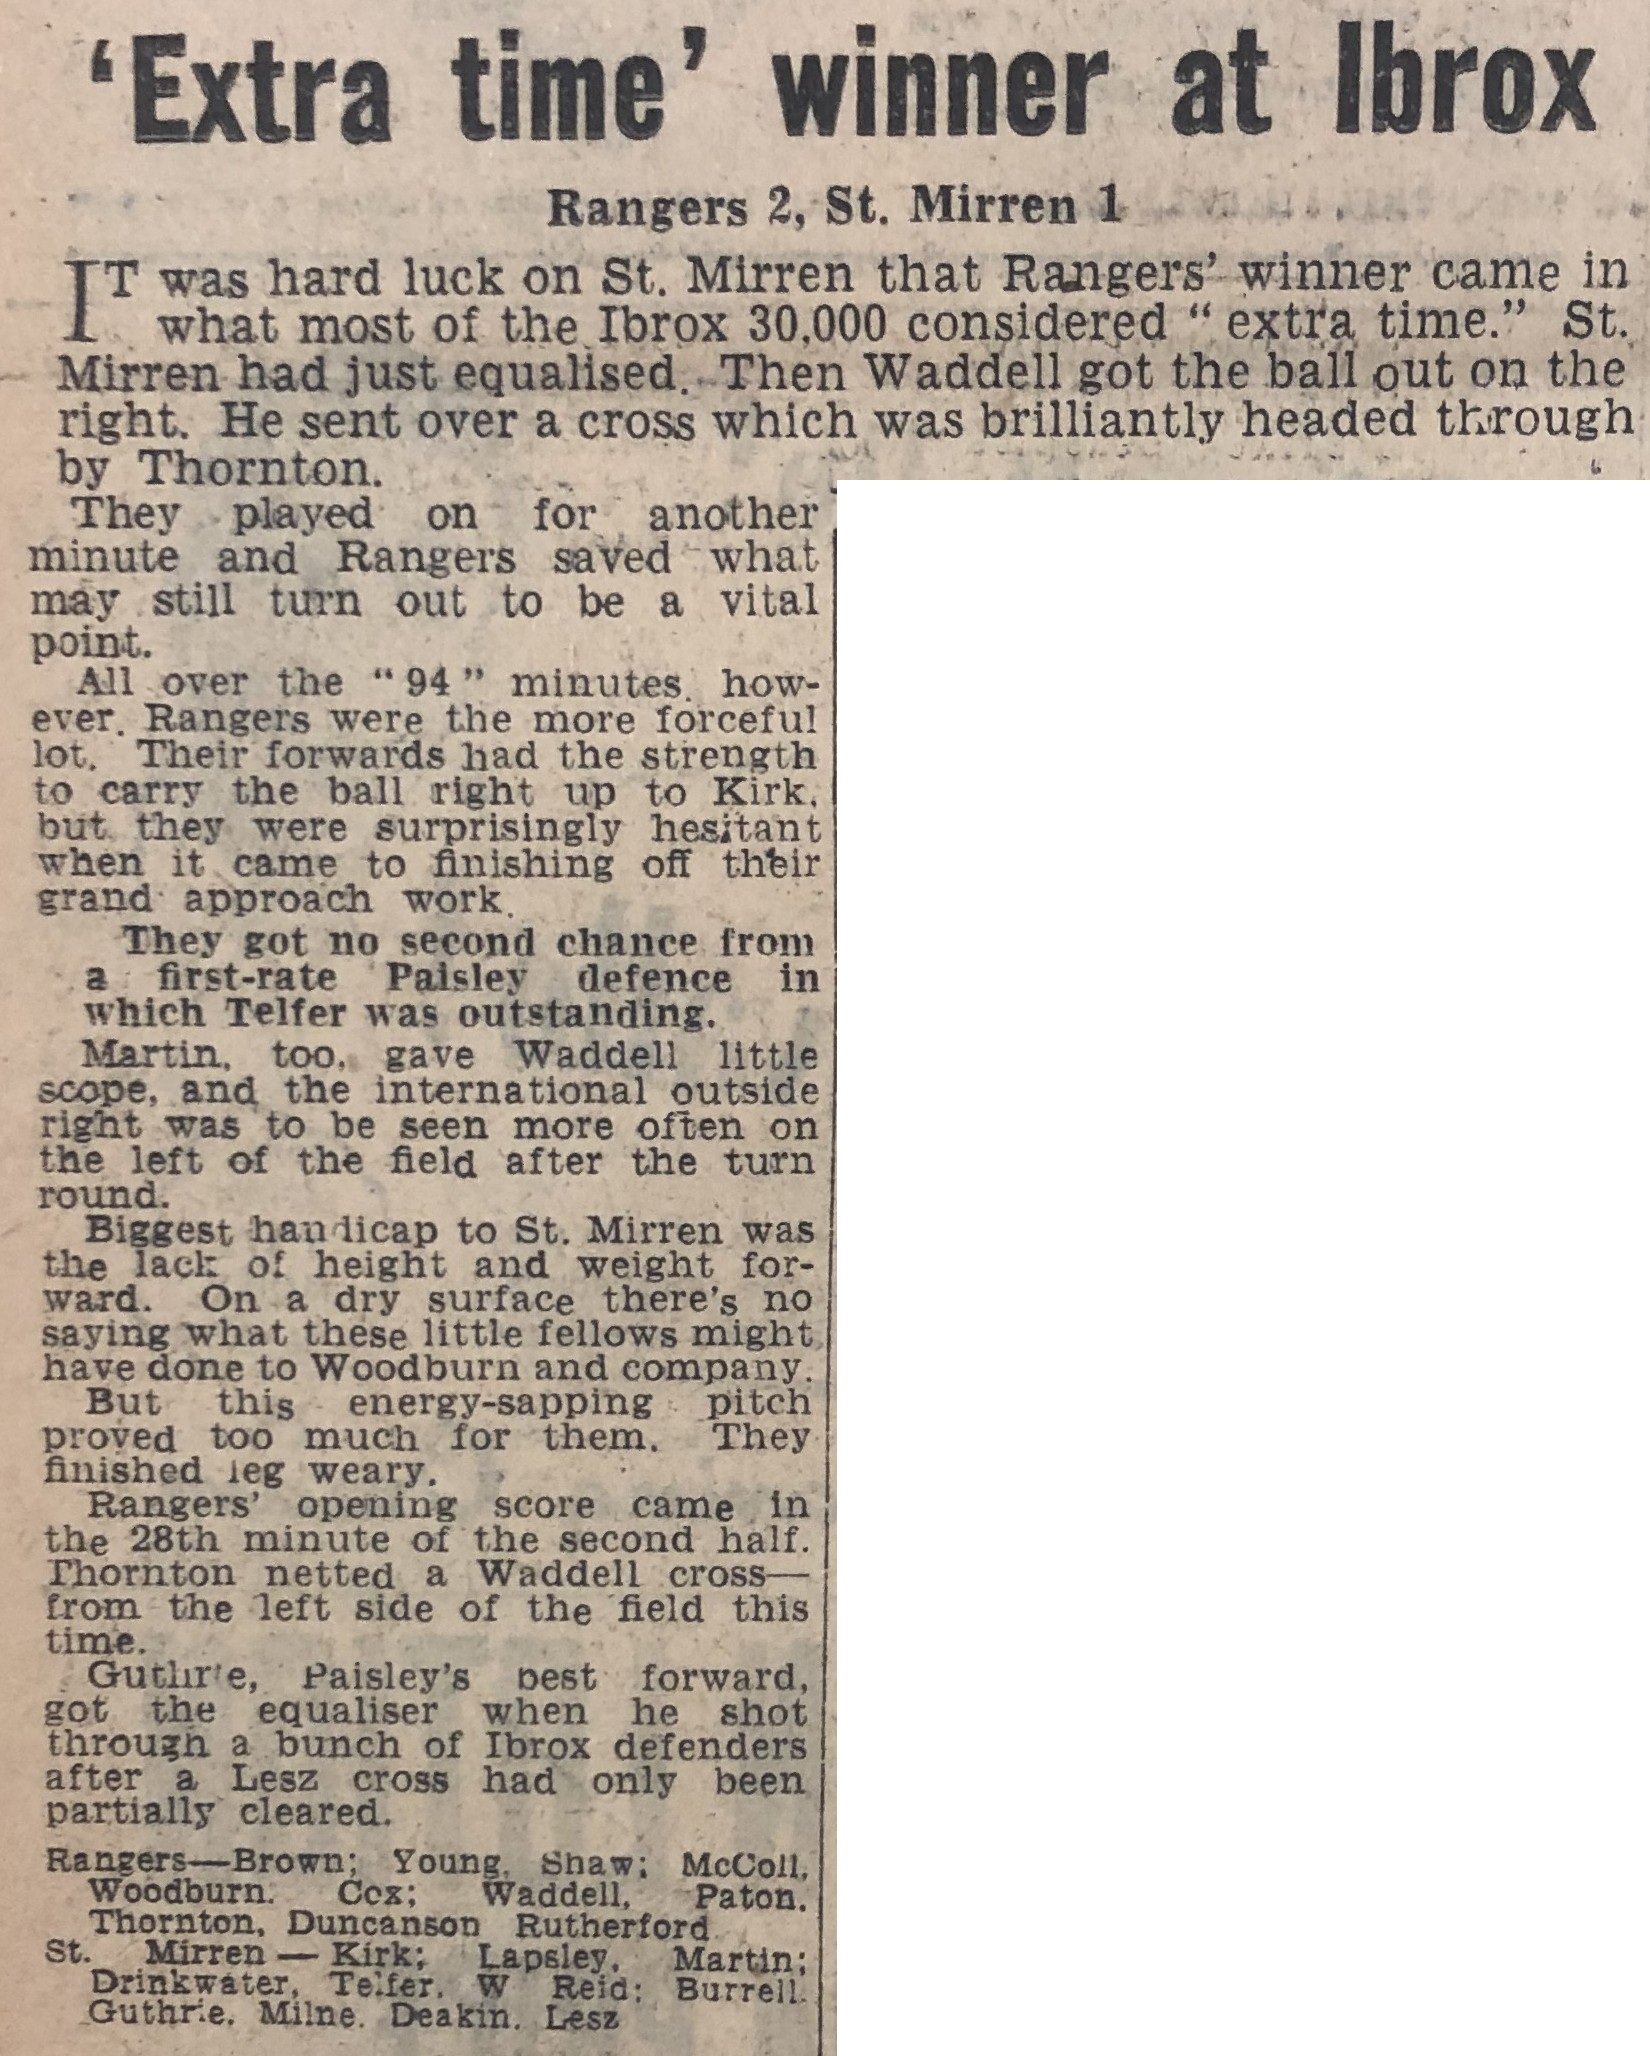 ‘Extra time’ winner at Ibrox
Rangers 2, St. Mirren 1
IT was hard luck on St. Mirren that Rangers’ winner came in
what most of the Ibrox 30,000 considered “ extra time.” St.
Mirren had just equalised. Then Waddell got the ball out on the
right. He sent over a cross which was brilliantly headed through
by Thornton.
They played on for another
minute and Rangers saved what
may still turn out to be a vital
point.
All over the “ 94 ” minutes, how-
ever, Rangers were the more forceful
lot. Their forwards had the strength
to carry the ball right up to Kirk,
but they were surprisingly hesitant
when it came to finishing off their
grand approach work.
They got no second chance from
a first-rate Paisley defence in
which Telfer was outstanding.
Martin, too, gave Waddell little
scope, and the international outside
right was to be seen more often on
the left of the field after the turn
round.
Biggest handicap to St. Mirren was
the lack of height and weight for-
ward. On a dry surface there’s no
saying what these little fellows might
have done to Woodburn and company.
But this energy-sapping pitch
proved too much for them. They
finished leg weary.
Rangers’ opening score came in
the 28th minute of the second half.
Thornton netted a Waddell cross—
from the left side of the field this
time.
Guthrie, Paisley’s best forward,
got the equaliser when he shot
through a bunch of Ibrox defenders
after a Lesz cross had only been
partially cleared.
Rangers—Brown; Young, Shaw; McColl,
Woodburn, Cox; Waddell, Paton,
Thornton, Duncanson Rutherford
St. Mirren — Kirk; Lapsley, Martin;
Drinkwater, Telfer, W Reid; Burrell,
Guthrie, Milne, Deakin, Lesz